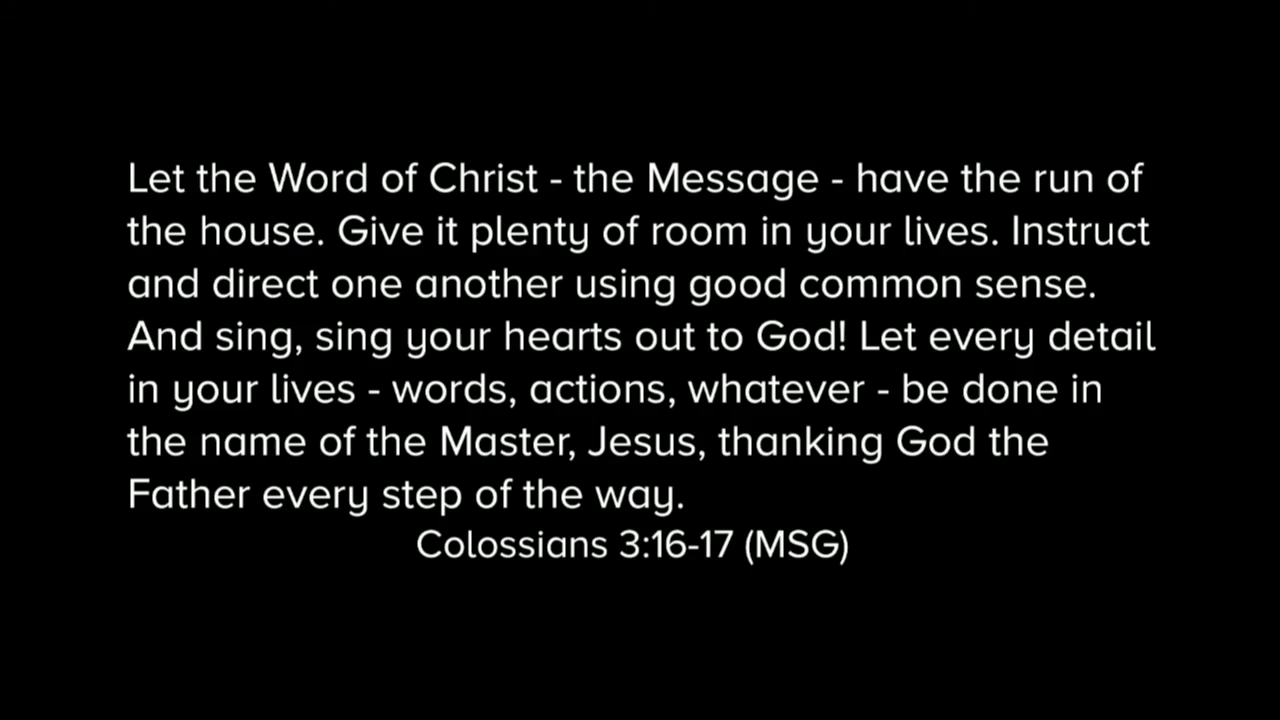 Let the Word of Christ - the Message - have the run of
the house. Give it plenty of room in your lives. Instruct
and direct one another using good common sense.
And sing, sing your hearts out to God! Let every detail
in your lives - words, actions, whatever - be done in
the name of the Master, Jesus, thanking God the
Father every step of the way.
Colossians 3:16-17 (MSG)